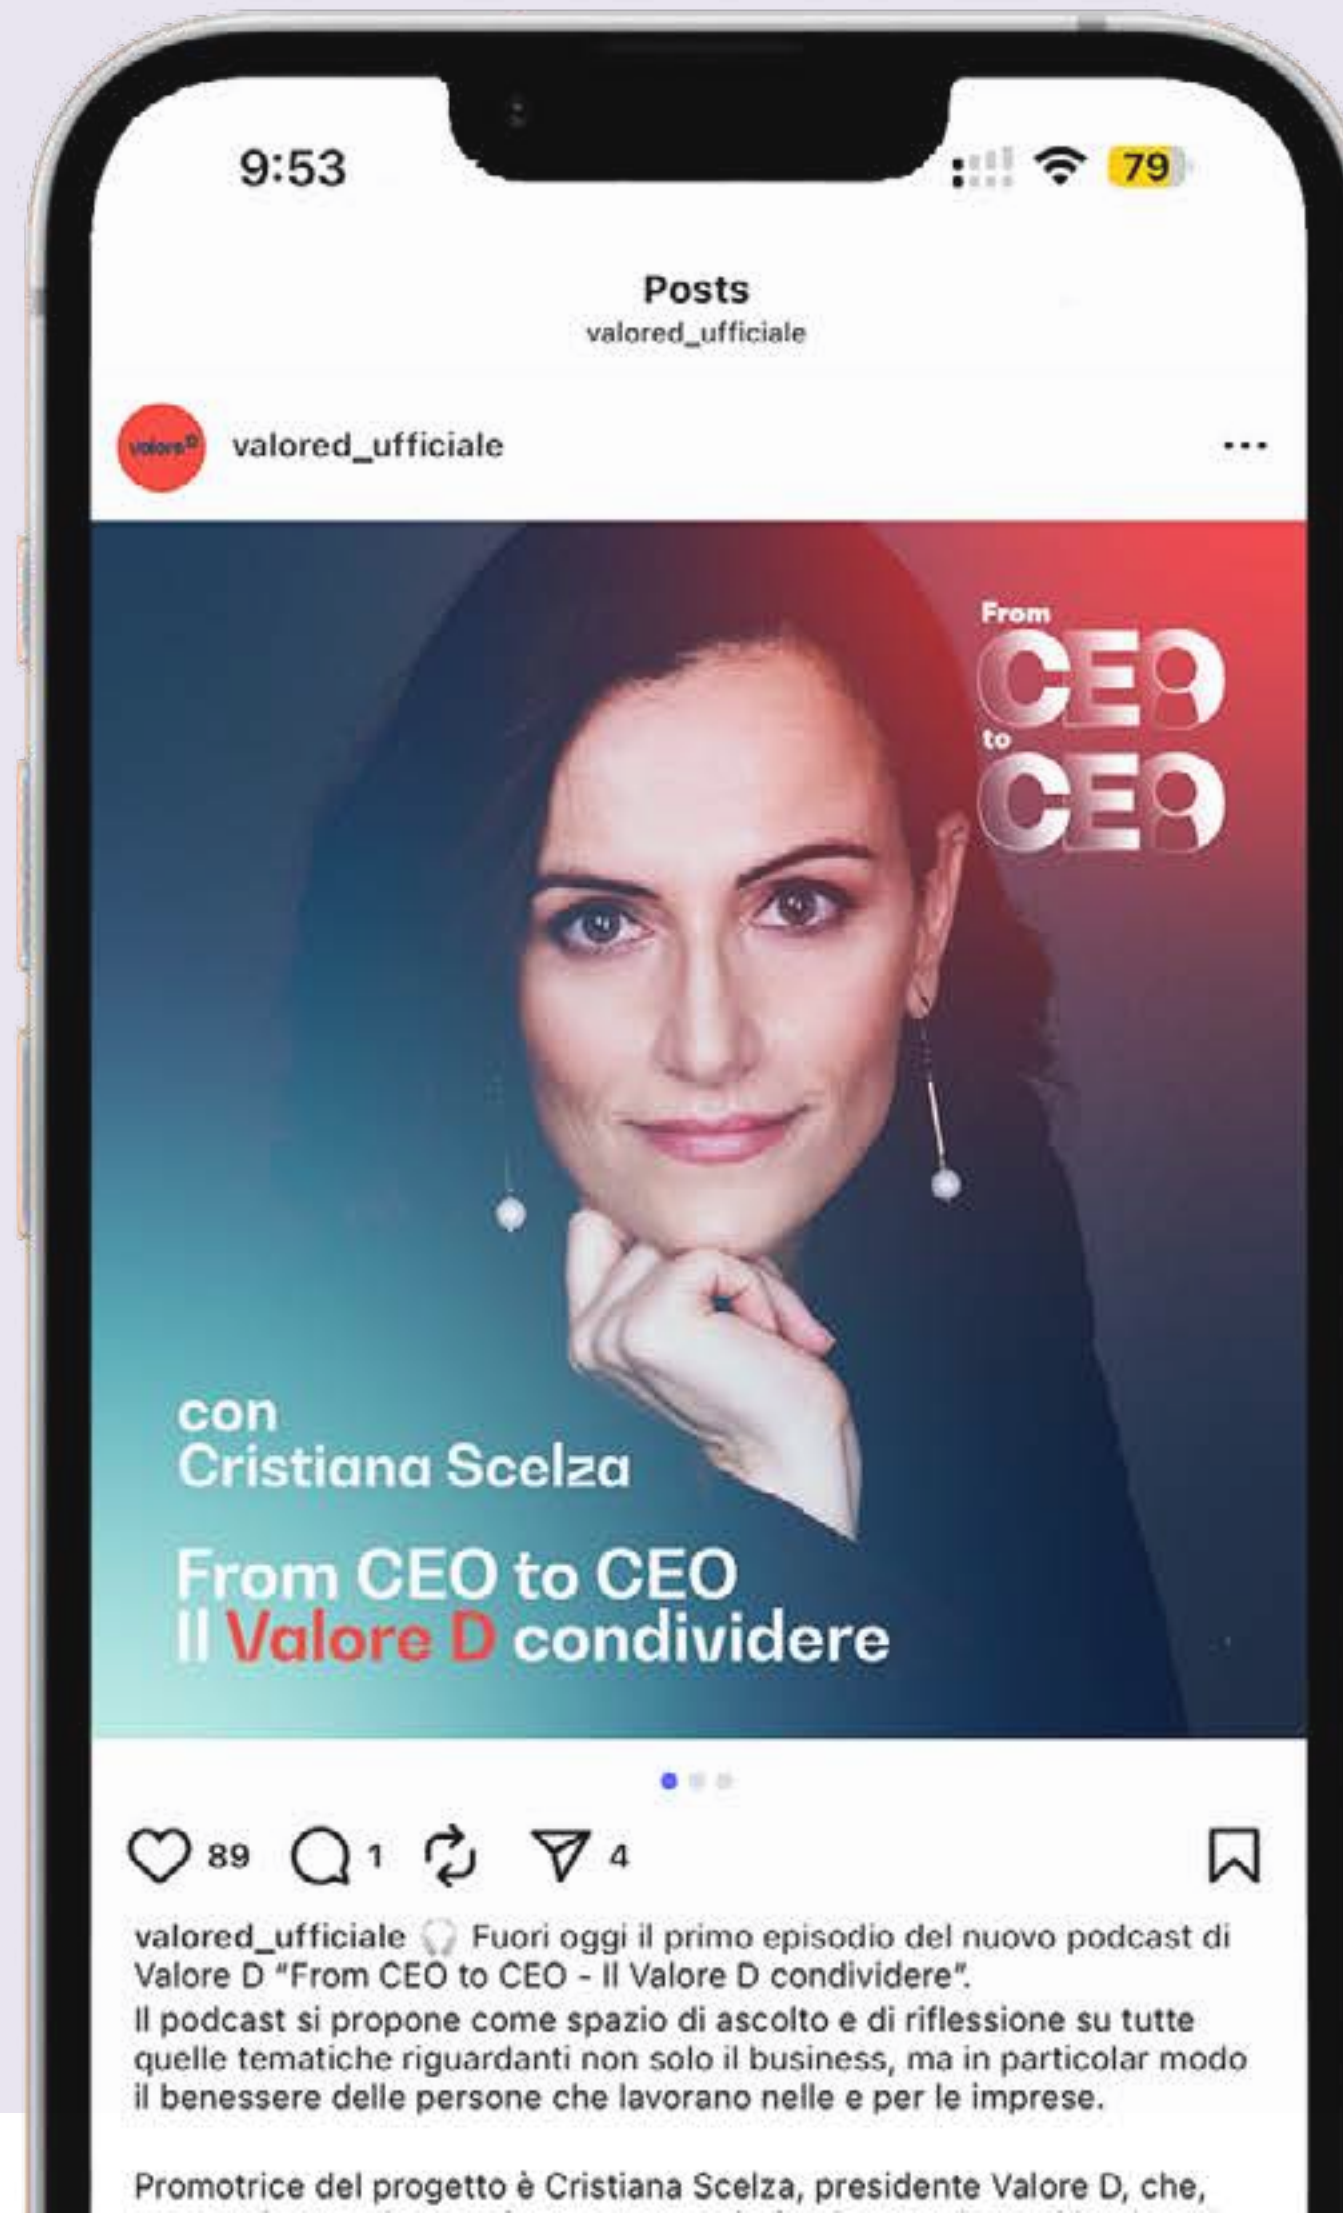 9:53
79
Posts
valored_ufficiale
valoreD
valored_ufficiale
From
CEO
to
CEO
con
Cristiana Scelza
From CEO to CEO
Il Valore D condividere
89
1
4
valored_ufficiale 🎧 Fuori oggi il primo episodio del nuovo podcast di
Valore D "From CEO to CEO - Il Valore D condividere".
Il podcast si propone come spazio di ascolto e di riflessione su tutte
quelle tematiche riguardanti non solo il business, ma in particolar modo
il benessere delle persone che lavorano nelle e per le imprese.
Promotrice del progetto è Cristiana Scelza, presidente Valore D, che,